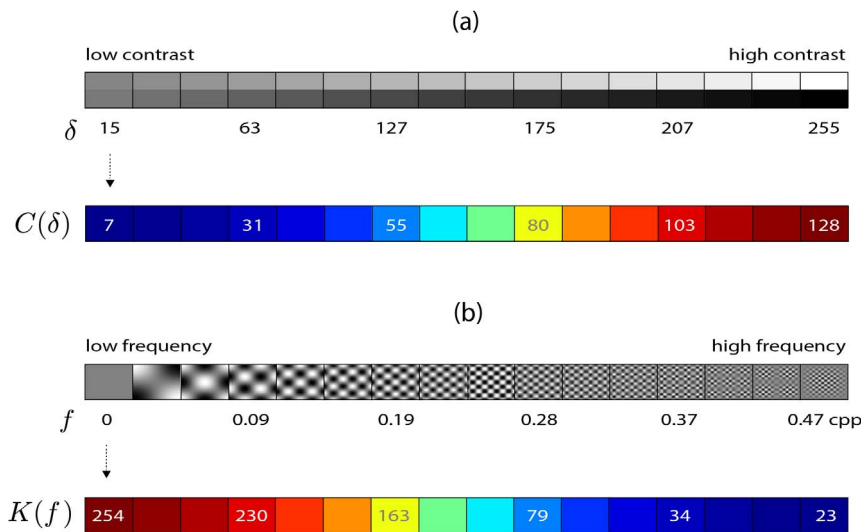 (a)
low contrast high contrast
δ 15 63 127 175 207 255
C(δ) 7 31 55 80 103 128
(b)
low frequency high frequency
f 0 0.09 0.19 0.28 0.37 0.47 cpp
K(f) 254 230 163 79 34 23